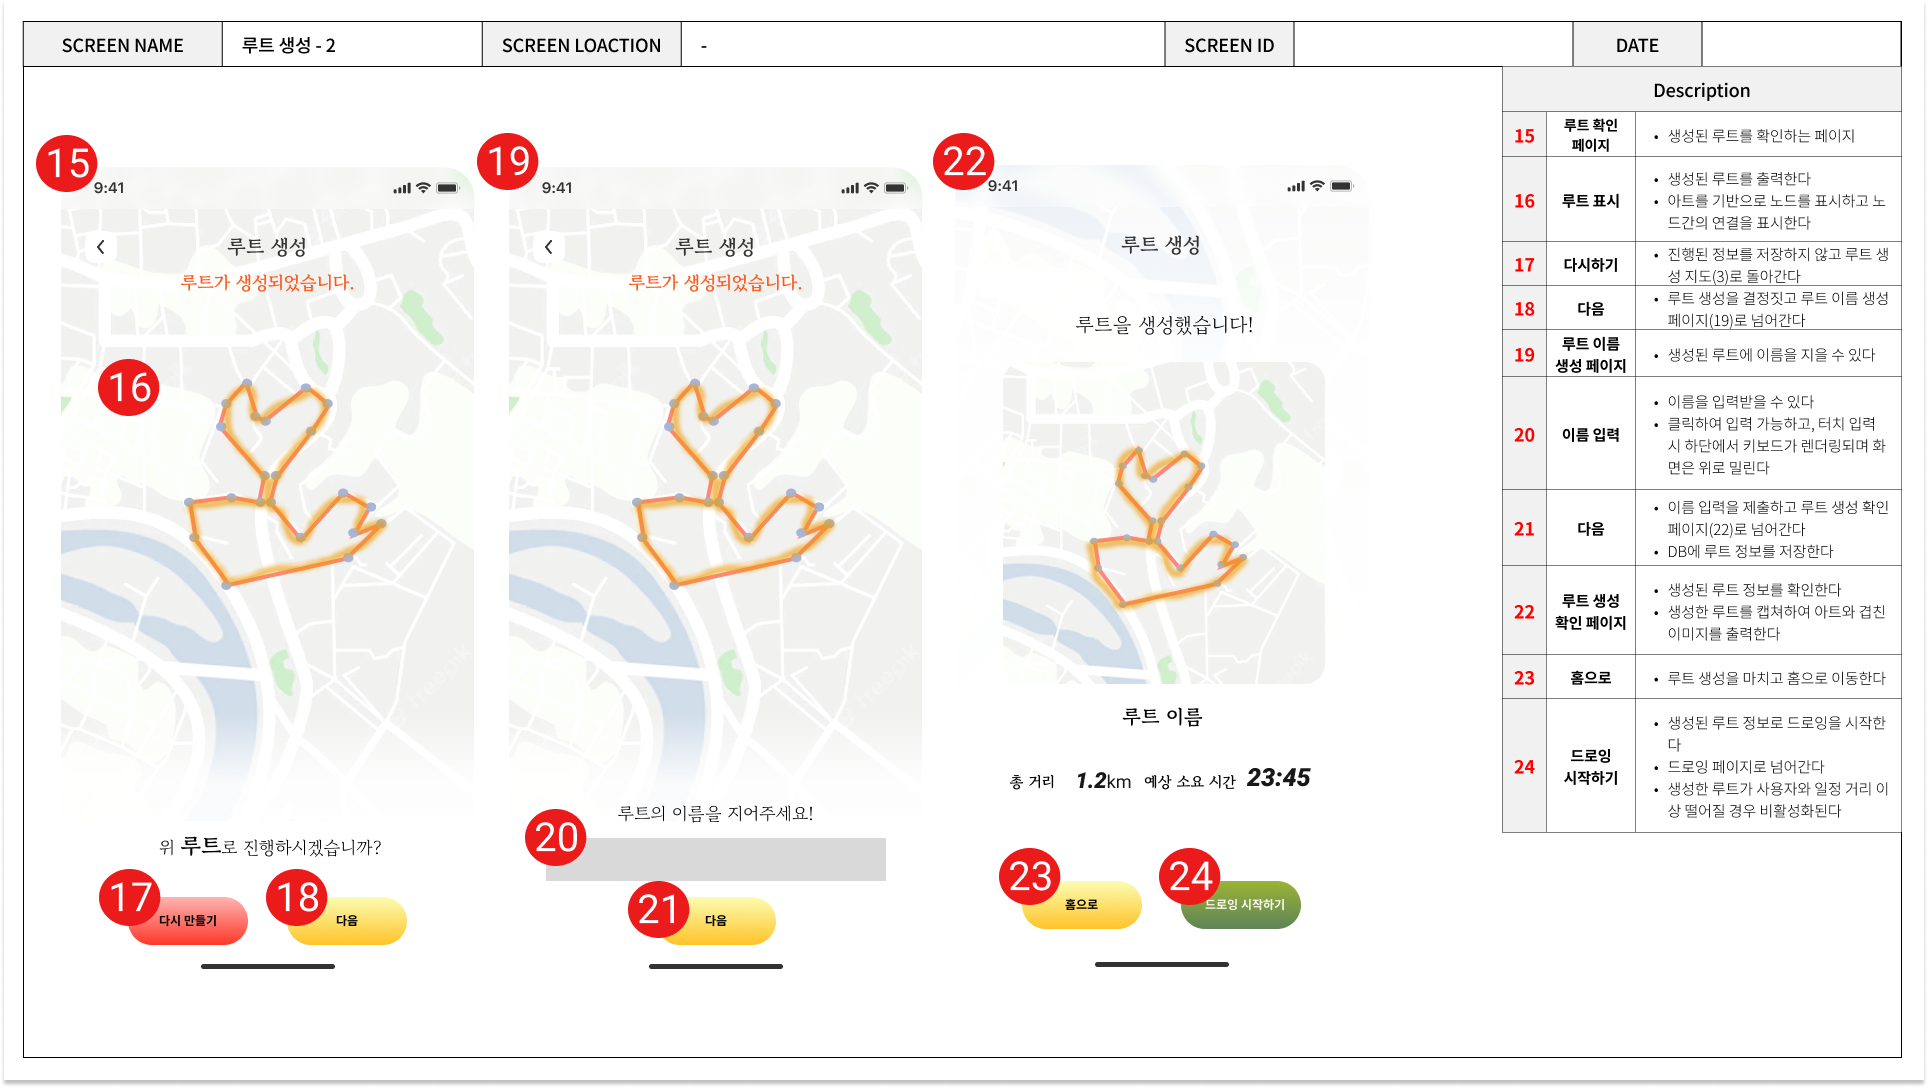 SCREEN NAME
루트 생성 - 2
SCREEN LOACTION
-
SCREEN ID
DATE
15
9:41
루트 생성
루트가 생성되었습니다.
16
위 루트로 진행하시겠습니까?
17
다시 만들기
18
다음
19
9:41
루트 생성
루트가 생성되었습니다.
루트의 이름을 지어주세요!
20
21
다음
22
9:41
루트 생성
루트을 생성했습니다!
루트 이름
총 거리 1.2km 예상 소요 시간 23:45
23
홈으로
24
드로잉 시작하기
Description
15
루트 확인
페이지
• 생성된 루트를 확인하는 페이지
16
루트 표시
• 생성된 루트를 출력한다
• 아트를 기반으로 노드를 표시하고 노
드간의 연결을 표시한다
17
다시하기
• 진행된 정보를 저장하지 않고 루트 생
성 지도(3)로 돌아간다
18
다음
• 루트 생성을 결정짓고 루트 이름 생성
페이지(19)로 넘어간다
19
루트 이름
생성 페이지
• 생성된 루트에 이름을 지을 수 있다
20
이름 입력
• 이름을 입력받을 수 있다
• 클릭하여 입력 가능하고, 터치 입력
시 하단에서 키보드가 렌더링되며 화
면은 위로 밀린다
21
다음
• 이름 입력을 제출하고 루트 생성 확인
페이지(22)로 넘어간다
• DB에 루트 정보를 저장한다
22
루트 생성
확인 페이지
• 생성된 루트 정보를 확인한다
• 생성한 루트를 캡쳐하여 아트와 겹친
이미지를 출력한다
23
홈으로
• 루트 생성을 마치고 홈으로 이동한다
24
드로잉
시작하기
• 생성된 루트 정보로 드로잉을 시작한
다
• 드로잉 페이지로 넘어간다
• 생성한 루트가 사용자와 일정 거리 이
상 떨어질 경우 비활성화된다